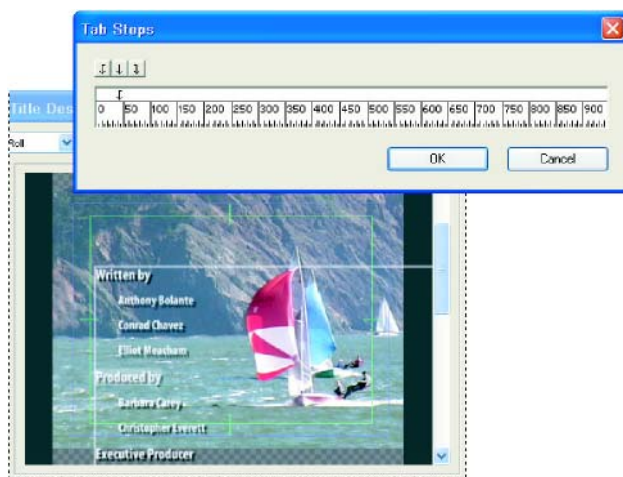 Tab Stops
0 50 100 150 200 250 300 350 400 450 500 550 600 650 700 750 800 850 900
OK Cancel
Title Des
Roll
Written by
Anthony Bolante
Conrad Chavez
Elliot Meacham
Produced by
Barbara Carey
Christopher Everett
Executive Producer